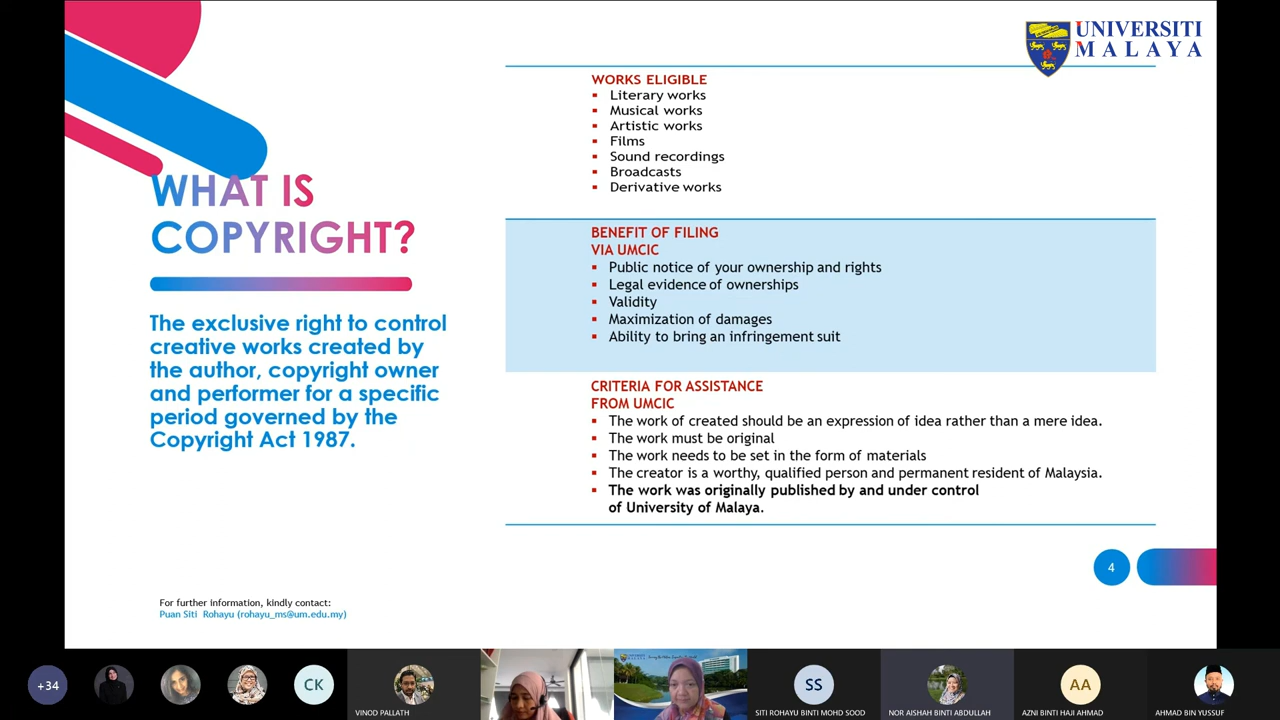 UNIVERSITI
MALAYA
WHAT IS
COPYRIGHT?
The exclusive right to control
creative works created by
the author, copyright owner
and performer for a specific
period governed by the
Copyright Act 1987.
WORKS ELIGIBLE
▪ Literary works
▪ Musical works
▪ Artistic works
▪ Films
▪ Sound recordings
▪ Broadcasts
▪ Derivative works
BENEFIT OF FILING
VIA UMCIC
▪ Public notice of your ownership and rights
▪ Legal evidence of ownerships
▪ Validity
▪ Maximization of damages
▪ Ability to bring an infringement suit
CRITERIA FOR ASSISTANCE
FROM UMCIC
▪ The work of created should be an expression of idea rather than a mere idea.
▪ The work must be original
▪ The work needs to be set in the form of materials
▪ The creator is a worthy, qualified person and permanent resident of Malaysia.
▪ The work was originally published by and under control
of University of Malaya.
4
For further information, kindly contact:
Puan Siti Rohayu (rohayu_ms@um.edu.my)
+34
CK
VINOD PALLATH
SS
SITI ROHAYU BINTI MOHD SOOD
NOR AISHAH BINTI ABDULLAH
AA
AZNI BINTI HAJI AHMAD
AHMAD BIN YUSSUF